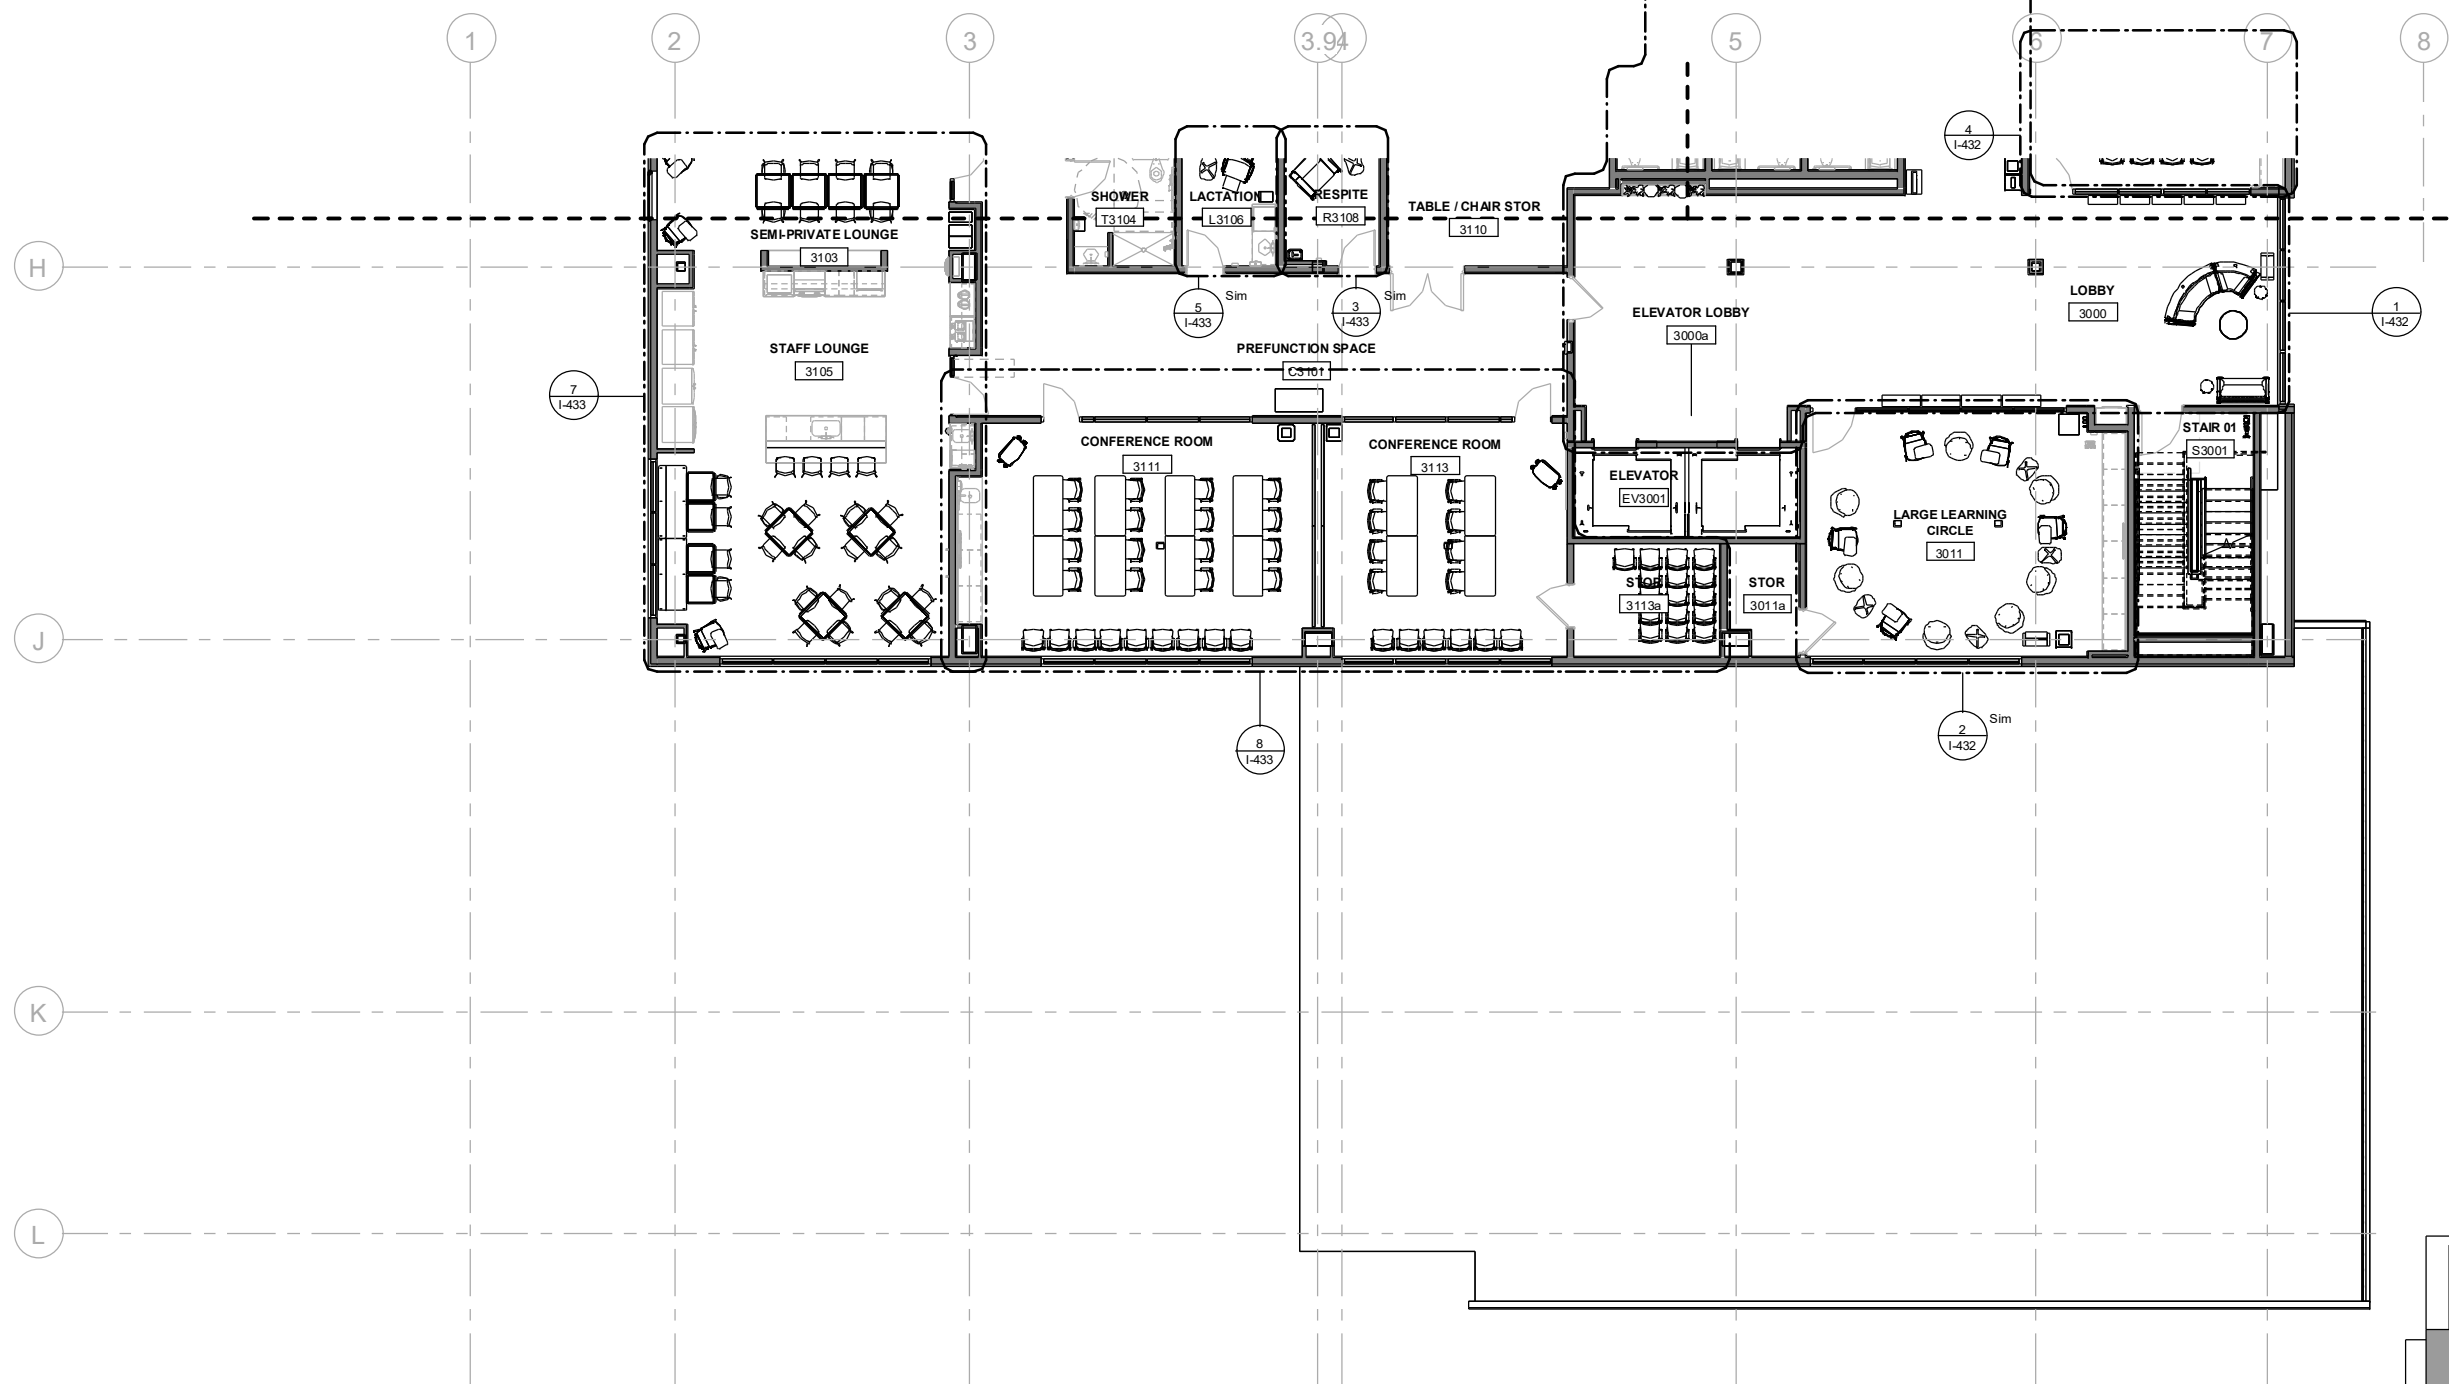 1
2
3
3.9
4
5
6
7
8
4
I-432
SHOWER
T3104
LACTATION
L3106
RESPITE
R3108
TABLE / CHAIR STOR
3110
SEMI-PRIVATE LOUNGE
3103
H
5
I-433
Sim
3
I-433
Sim
ELEVATOR LOBBY
3000a
LOBBY
3000
1
I-432
STAFF LOUNGE
3105
PREFUNCTION SPACE
C3101
7
I-433
CONFERENCE ROOM
3111
CONFERENCE ROOM
3113
STAIR 01
S3001
ELEVATOR
EV3001
LARGE LEARNING
CIRCLE
3011
STOR
3113a
STOR
3011a
J
8
I-433
2
I-432
Sim
K
L